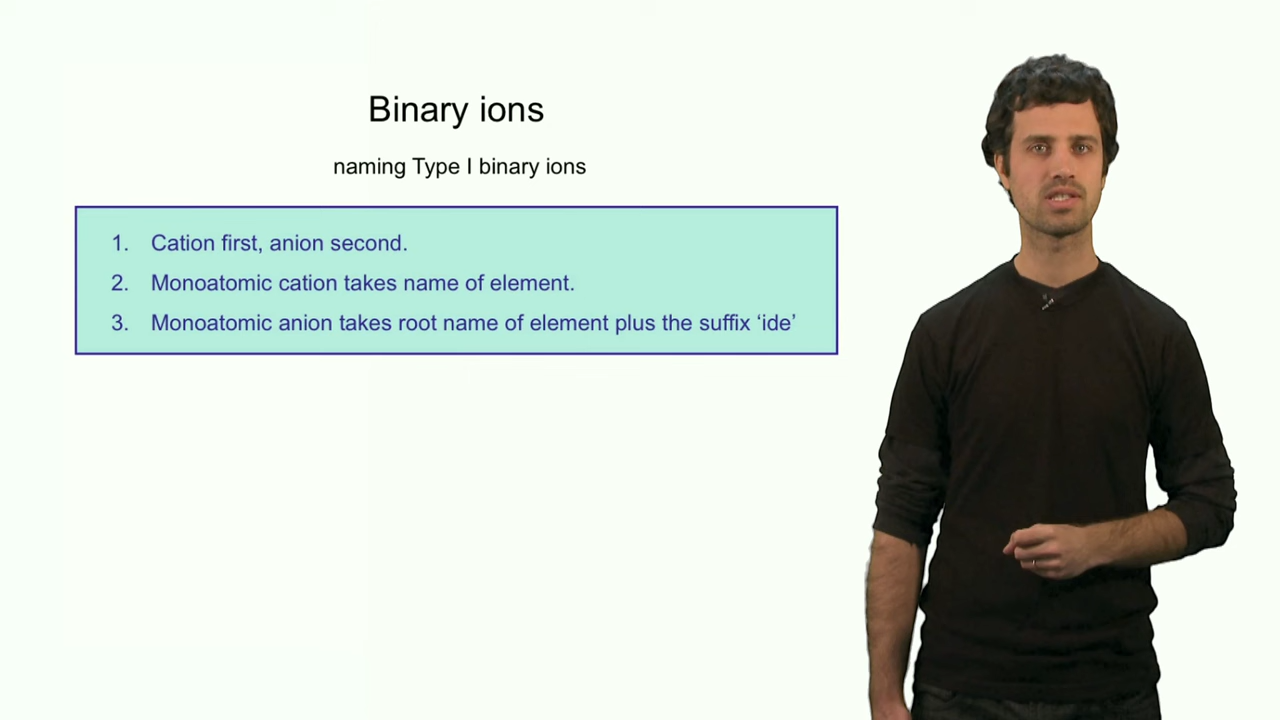 Binary ions
naming Type I binary ions
1. Cation first, anion second.
2. Monoatomic cation takes name of element.
3. Monoatomic anion takes root name of element plus the suffix ‘ide’